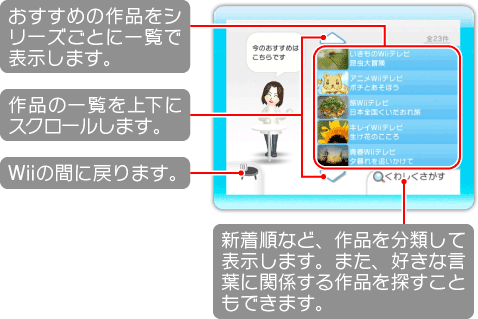 おすすめの作品をシ
リーズごとに一覧で
表示します。
作品の一覧を上下に
スクロールします。
Wiiの間に戻ります。
今のおすすめは
こちらです
全23件
いきものWiiテレビ
昆虫大冒険
アニメWiiテレビ
ポチとあそぼう
旅Wiiテレビ
日本全国くいだおれ旅
キレイWiiテレビ
生け花のこころ
青春Wiiテレビ
夕暮れを追いかけて
くわしくさがす
新着順など、作品を分類して
表示します。また、好きな言
葉に関係する作品を探すこと
もできます。